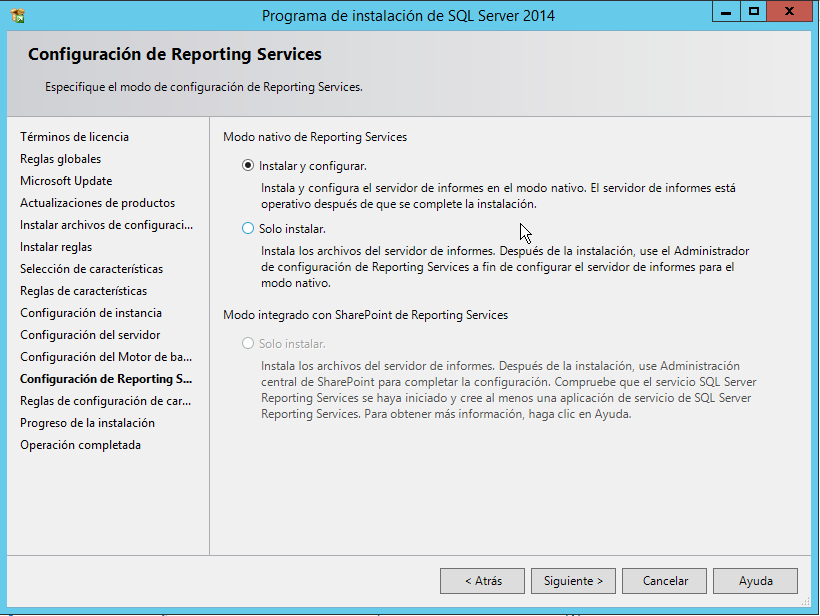 Programa de instalación de SQL Server 2014
Configuración de Reporting Services
Especifique el modo de configuración de Reporting Services.
Términos de licencia
Reglas globales
Microsoft Update
Actualizaciones de productos
Instalar archivos de configuraci...
Instalar reglas
Selección de características
Reglas de características
Configuración de instancia
Configuración del servidor
Configuración del Motor de ba...
Configuración de Reporting S...
Reglas de configuración de car...
Progreso de la instalación
Operación completada
Modo nativo de Reporting Services
Instalar y configurar.
Instala y configura el servidor de informes en el modo nativo. El servidor de informes está
operativo después de que se complete la instalación.
Solo instalar.
Instala los archivos del servidor de informes. Después de la instalación, use el Administrador
de configuración de Reporting Services a fin de configurar el servidor de informes para el
modo nativo.
Modo integrado con SharePoint de Reporting Services
Solo instalar.
Instala los archivos del servidor de informes. Después de la instalación, use Administración
central de SharePoint para completar la configuración. Compruebe que el servicio SQL Server
Reporting Services se haya iniciado y cree al menos una aplicación de servicio de SQL Server
Reporting Services. Para obtener más información, haga clic en Ayuda.
< Atrás
Siguiente >
Cancelar
Ayuda